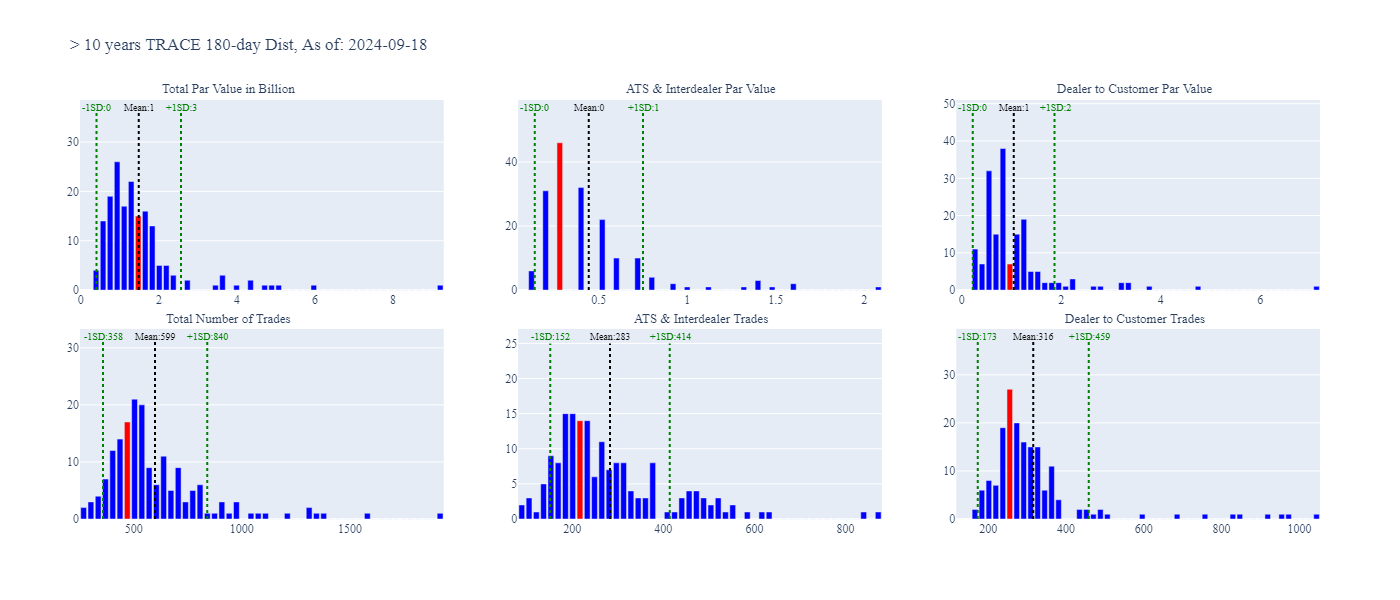 > 10 years TRACE 180-day Dist, As of: 2024-09-18
Total Par Value in Billion
-1SD:0 Mean:1 +1SD:3
30
20
10
0
0 2 4 6 8
ATS & Interdealer Par Value
-1SD:0 Mean:0 +1SD:1
40
20
0
0.5 1 1.5 2
Dealer to Customer Par Value
-1SD:0 Mean:1 +1SD:2
50
40
30
20
10
0
0 2 4 6
Total Number of Trades
-1SD:358 Mean:599 +1SD:840
30
20
10
0
500 1000 1500
ATS & Interdealer Trades
-1SD:152 Mean:283 +1SD:414
25
20
15
10
5
0
200 400 600 800
Dealer to Customer Trades
-1SD:173 Mean:316 +1SD:459
30
20
10
0
200 400 600 800 1000